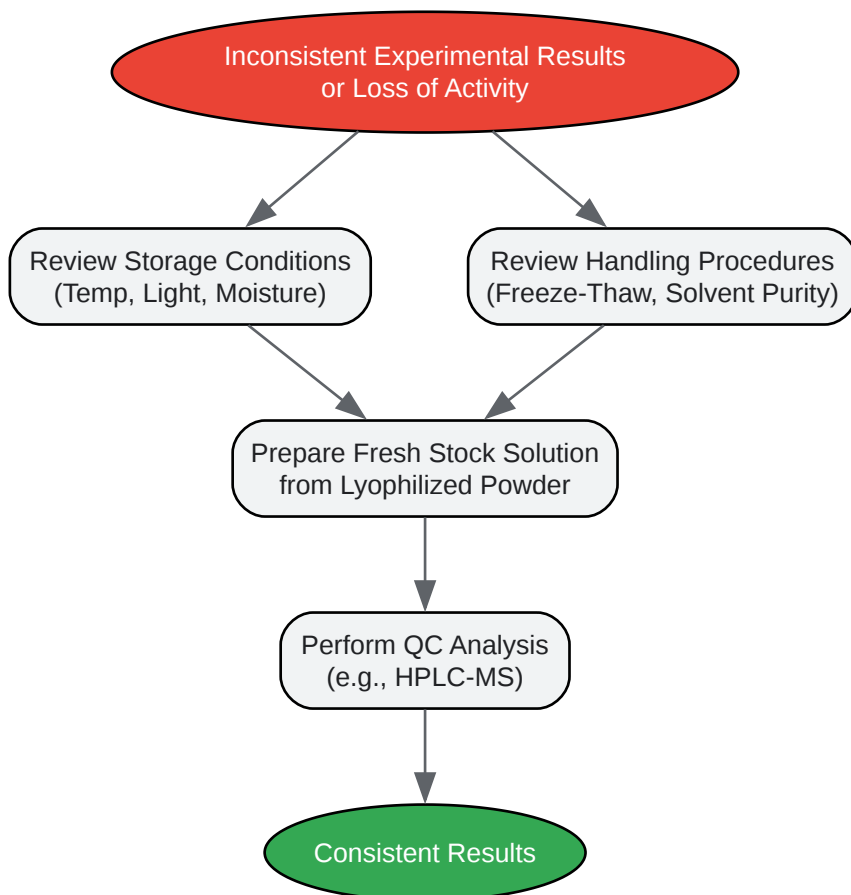 Inconsistent Experimental Results
or Loss of Activity
Review Storage Conditions
(Temp, Light, Moisture)
Review Handling Procedures
(Freeze-Thaw, Solvent Purity)
Prepare Fresh Stock Solution
from Lyophilized Powder
Perform QC Analysis
(e.g., HPLC-MS)
Consistent Results